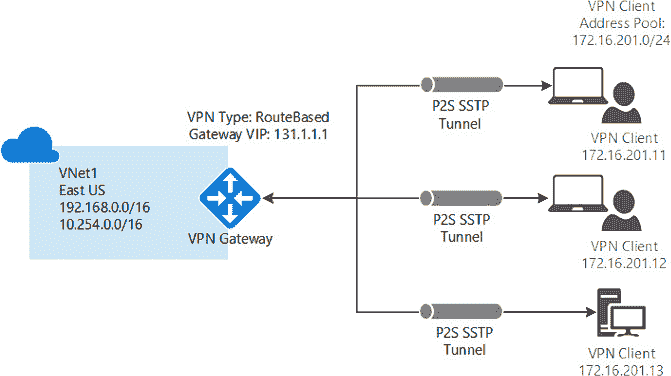 VPN Client
Address Pool:
172.16.201.0/24
P2S SSTP
Tunnel
VPN Type: RouteBased
Gateway VIP: 131.1.1.1
VPN Client
172.16.201.11
VNet1
East US
192.168.0.0/16
10.254.0.0/16
VPN Gateway
P2S SSTP
Tunnel
VPN Client
172.16.201.12
P2S SSTP
Tunnel
VPN Client
172.16.201.13